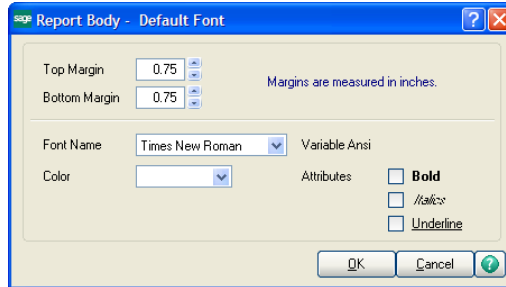 sage Report Body - Default Font
Top Margin 0.75
Margins are measured in inches.
Bottom Margin 0.75
Font Name Times New Roman Variable Ansi
Color Attributes Bold
Italics
Underline
OK Cancel ?